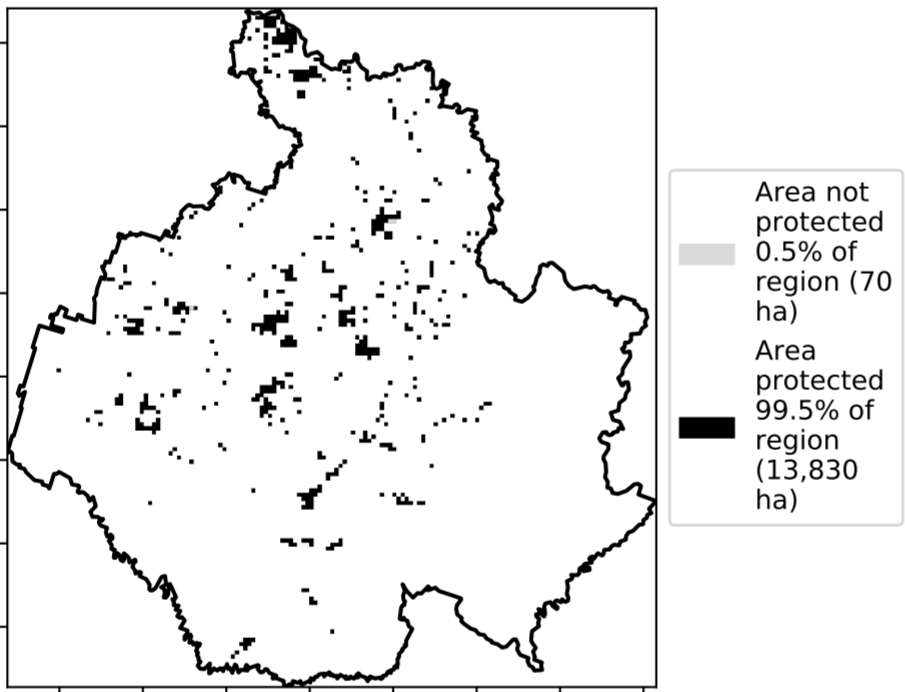 Area not
protected
0.5% of
region (70
ha)
Area
protected
99.5% of
region
(13,830
ha)